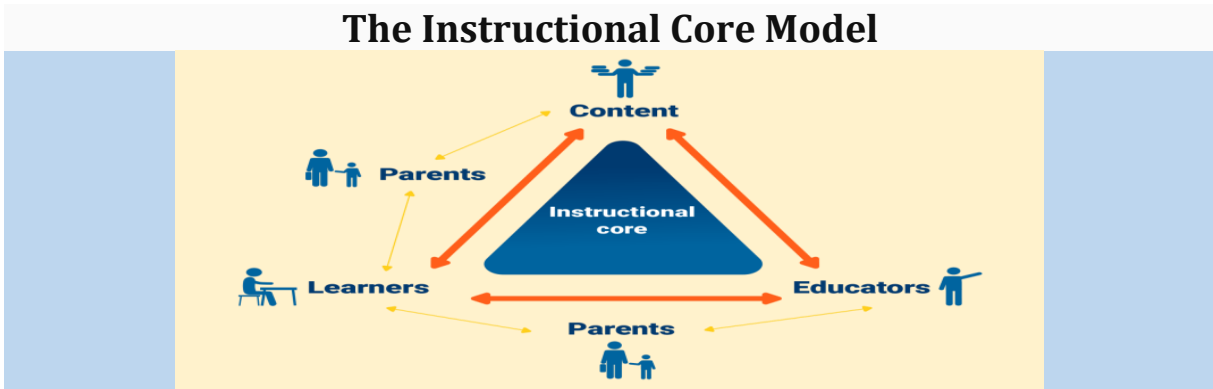 The Instructional Core Model
Content
Parents
Instructional
core
Learners
Educators
Parents